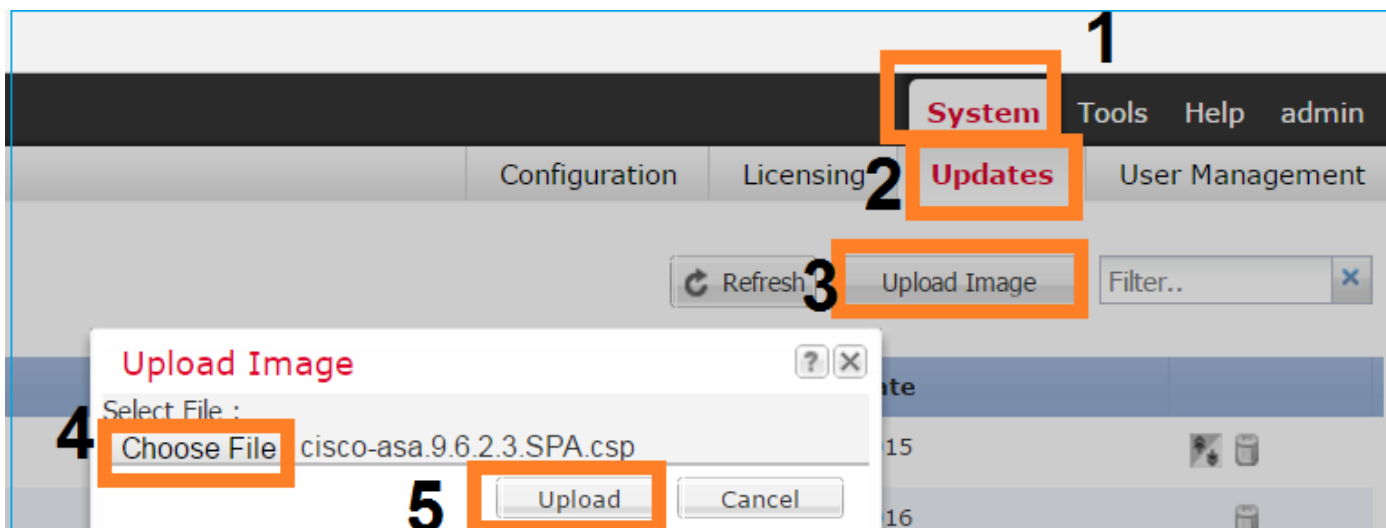 1
System Tools Help admin
Configuration Licensing 2 Updates User Management
Refresh 3 Upload Image Filter..
Upload Image
Select File :
4 Choose File cisco-asa.9.6.2.3.SPA.csp
5 Upload Cancel